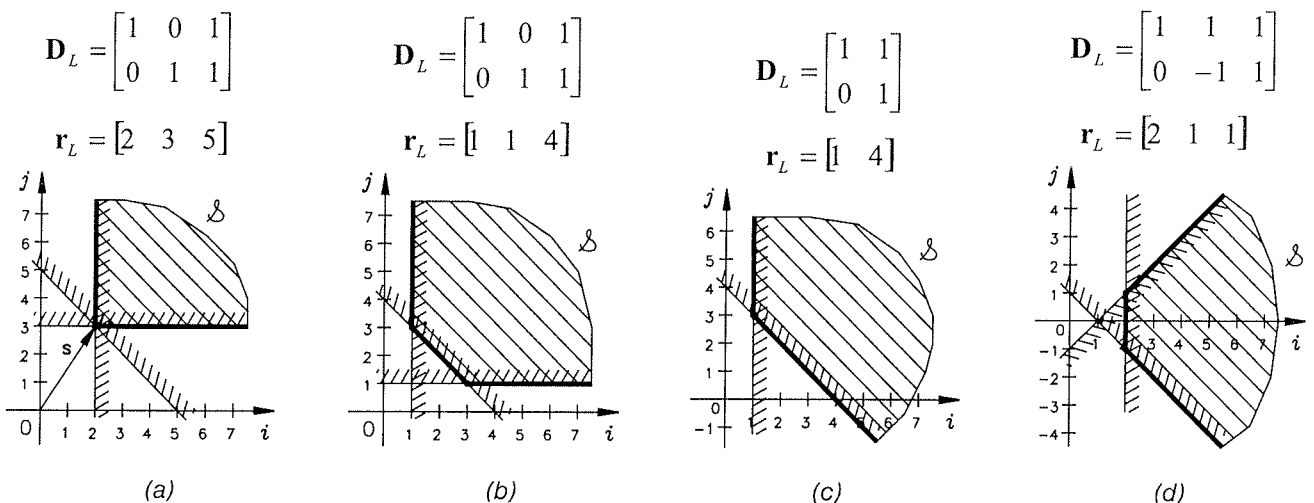 D_L = [1 0 1
0 1 1]
r_L = [2 3 5]
j
7
6
5
4
3
2
1
0
1 2 3 4 5 6 7 i
s
𝒮
(a)
D_L = [1 0 1
0 1 1]
r_L = [1 1 4]
j
7
6
5
4
3
2
1
0
1 2 3 4 5 6 7 i
𝒮
(b)
D_L = [1 1
0 1]
r_L = [1 4]
j
6
5
4
3
2
1
0
-1
1 2 3 4 5 6 7 i
𝒮
(c)
D_L = [1 1 1
0 -1 1]
r_L = [2 1 1]
j
4
3
2
1
0
-1
-2
-3
-4
1 2 3 4 5 6 7 i
𝒮
(d)